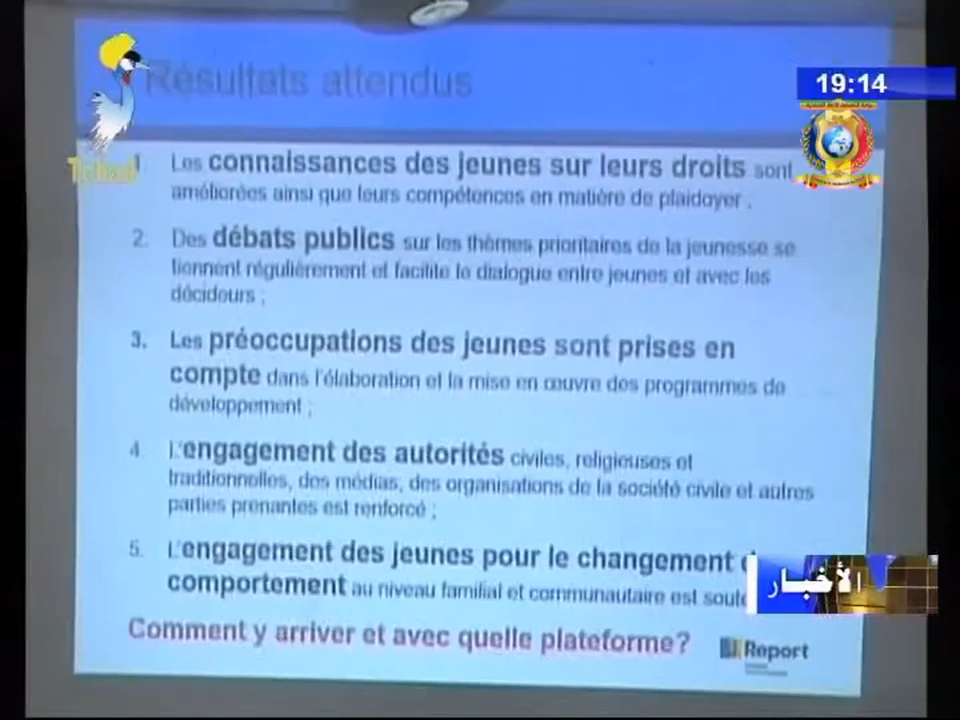 Résultats attendus
19:14
Tchad
1. Les connaissances des jeunes sur leurs droits sont
améliorées ainsi que leurs compétences en matière de plaidoyer ;
2. Des débats publics sur les thèmes prioritaires de la jeunesse se
tiennent régulièrement et facilite le dialogue entre jeunes et avec les
décideurs ;
3. Les préoccupations des jeunes sont prises en
compte dans l'élaboration et la mise en œuvre des programmes de
développement ;
4. L'engagement des autorités civiles, religieuses et
traditionnelles, des médias, des organisations de la société civile et autres
parties prenantes est renforcé ;
5. L'engagement des jeunes pour le changement
comportement au niveau familial et communautaire est
الأخبار
Comment y arriver et avec quelle plateforme?
Report